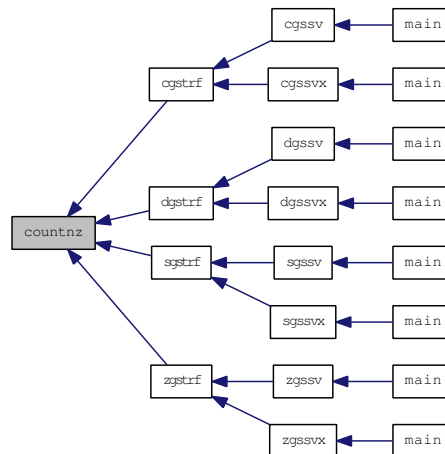 cgssv
main
cgstrf
cgssvx
main
dgssv
main
dgstrf
dgssvx
main
countnz
sgstrf
sgssv
main
sgssvx
main
zgstrf
zgssv
main
zgssvx
main